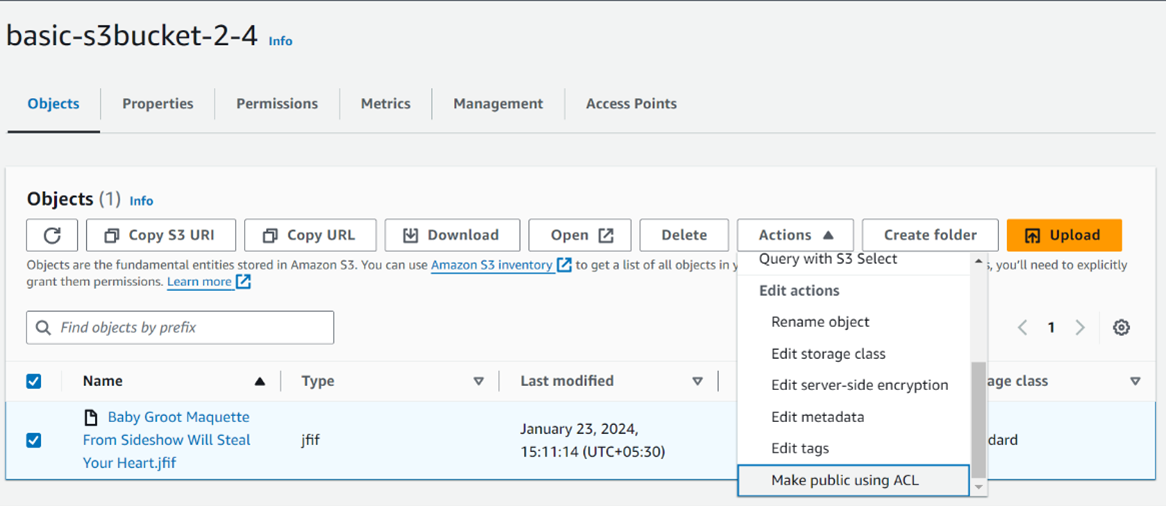 basic-s3bucket-2-4 Info
Objects Properties Permissions Metrics Management Access Points
Objects (1) Info
Copy S3 URI Copy URL Download Open Delete Actions Create folder Upload
Objects are the fundamental entities stored in Amazon S3. You can use Amazon S3 inventory to get a list of all objects in y s, you'll need to explicitly
grant them permissions. Learn more
Query with S3 Select
Edit actions
Rename object
Edit storage class
Edit server-side encryption
Edit metadata
Edit tags
Make public using ACL
Find objects by prefix
1
Name Type Last modified age class
Baby Groot Maquette
From Sideshow Will Steal
Your Heart.jfif
jfif
January 23, 2024,
15:11:14 (UTC+05:30)
dard